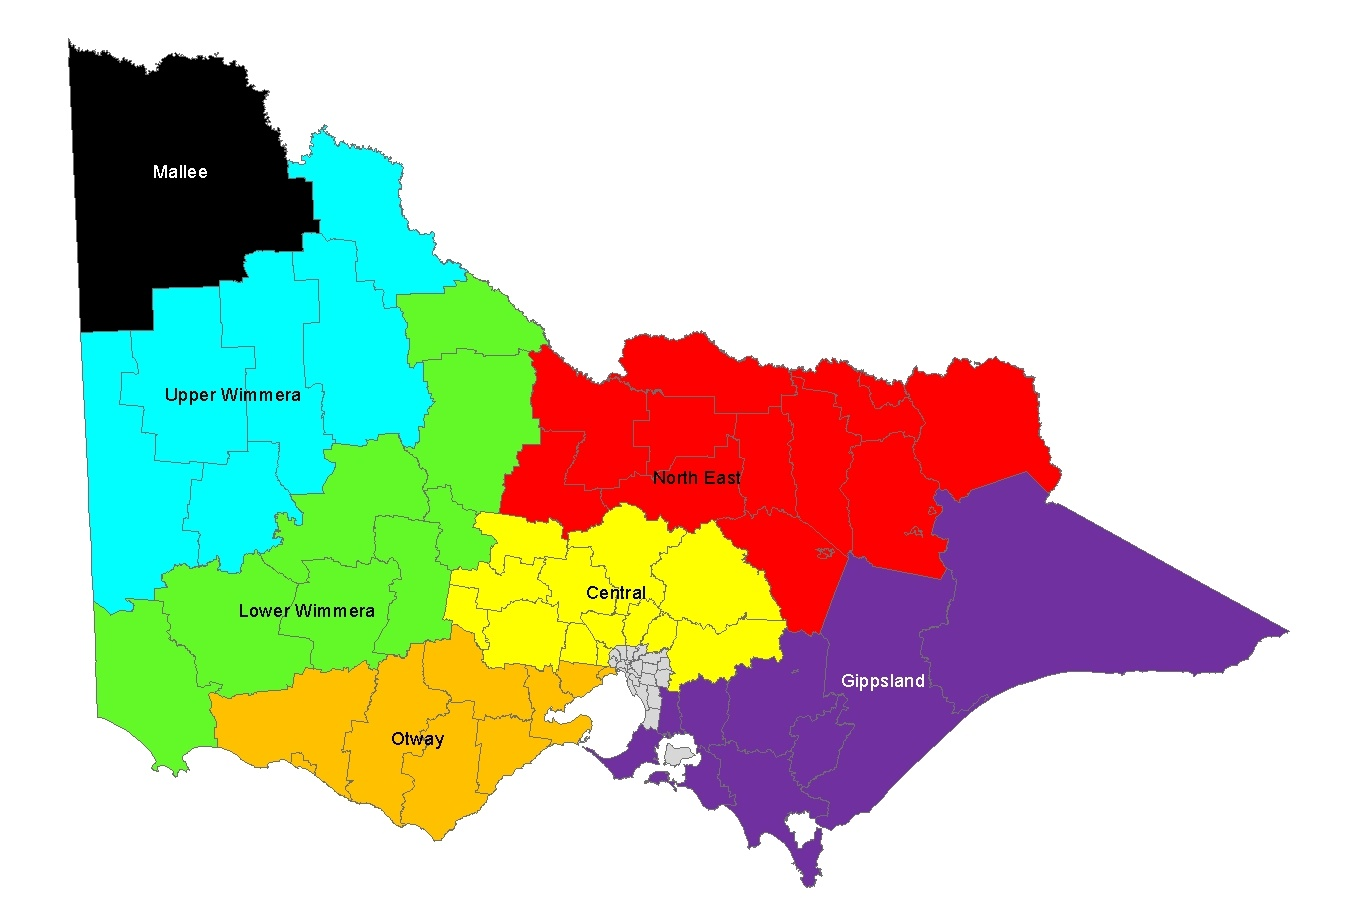 Mallee
Upper Wimmera
North East
Central
Lower Wimmera
Gippsland
Otway